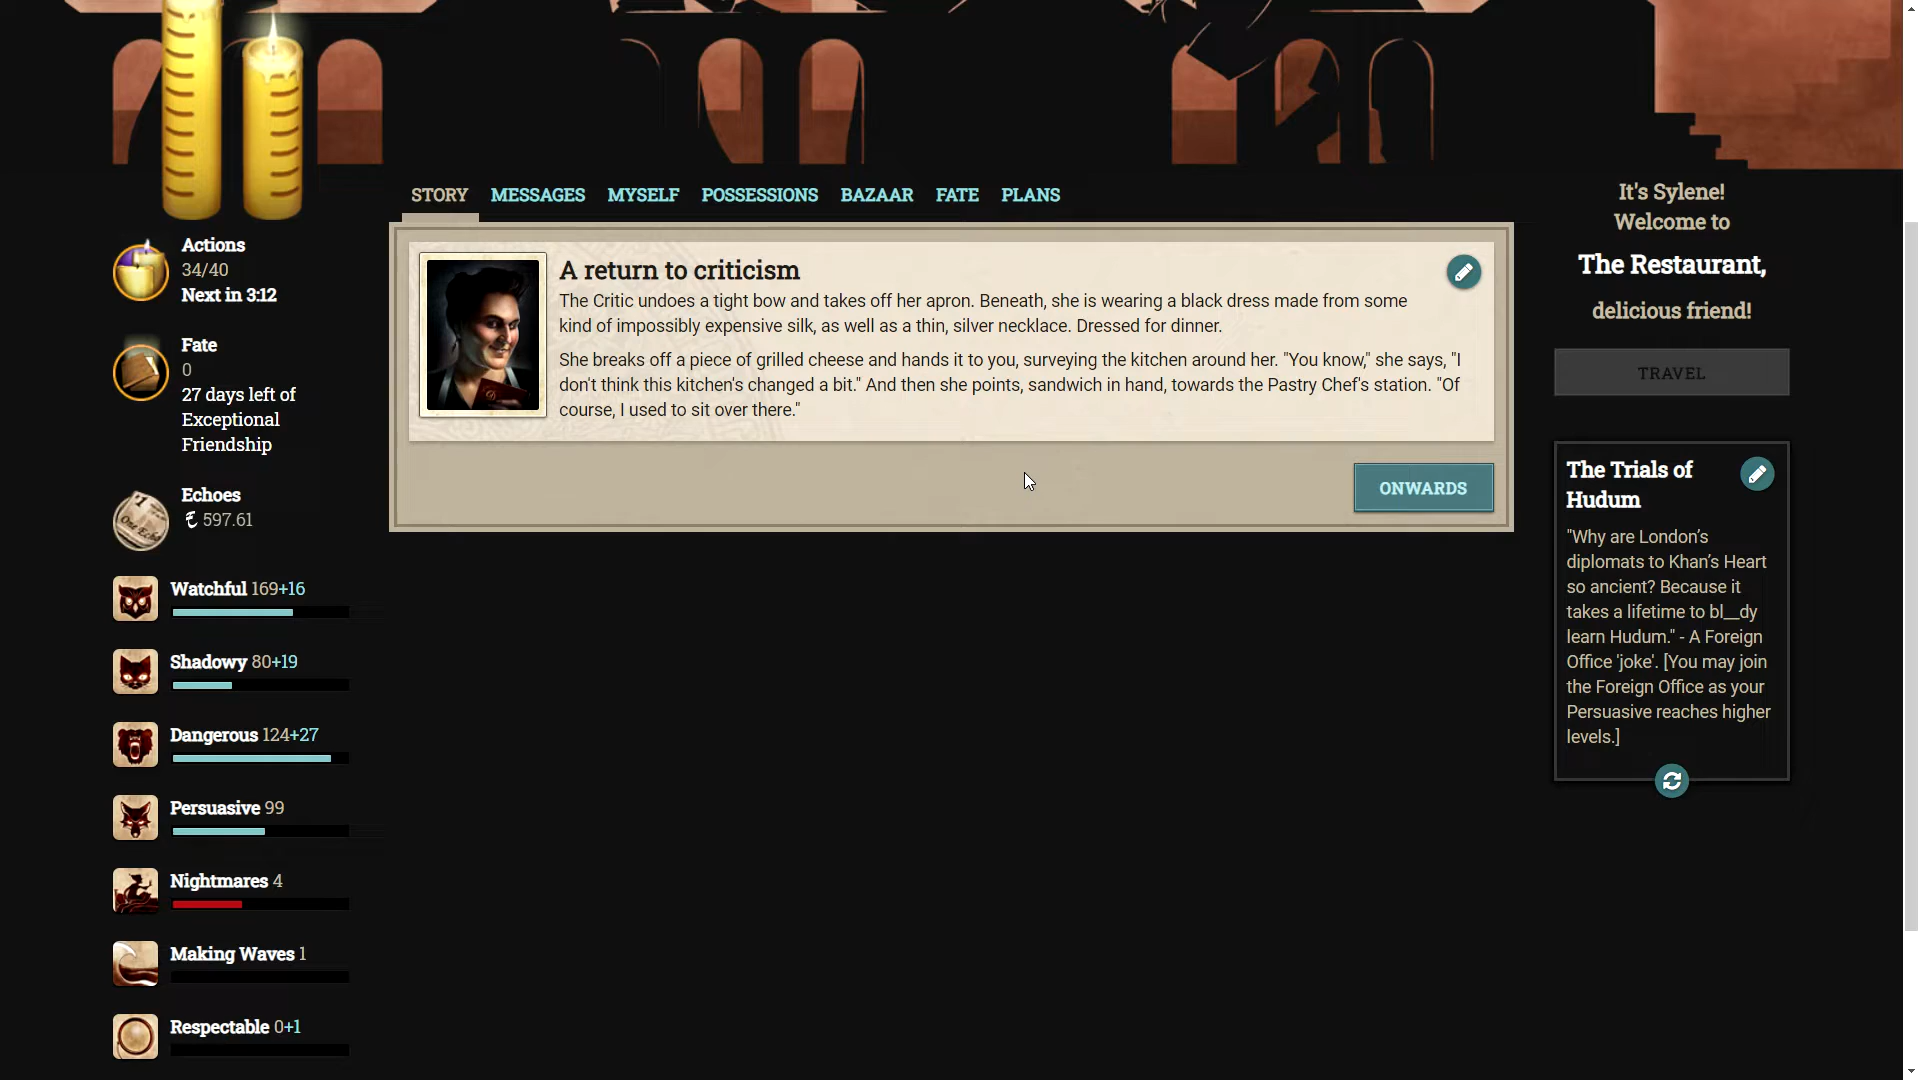 STORY MESSAGES MYSELF POSSESSIONS BAZAAR FATE PLANS
Actions
34/40
Next in 3:12
Fate
0
27 days left of
Exceptional
Friendship
Echoes
597.61
Watchful 169+16
Shadowy 80+19
Dangerous 124+27
Persuasive 99
Nightmares 4
Making Waves 1
Respectable 0+1
A return to criticism
The Critic undoes a tight bow and takes off her apron. Beneath, she is wearing a black dress made from some
kind of impossibly expensive silk, as well as a thin, silver necklace. Dressed for dinner.
She breaks off a piece of grilled cheese and hands it to you, surveying the kitchen around her. "You know," she says, "I
don't think this kitchen's changed a bit." And then she points, sandwich in hand, towards the Pastry Chef's station. "Of
course, I used to sit over there."
ONWARDS
It's Sylene!
Welcome to
The Restaurant,
delicious friend!
TRAVEL
The Trials of
Hudum
"Why are London’s
diplomats to Khan’s Heart
so ancient? Because it
takes a lifetime to bl__dy
learn Hudum." - A Foreign
Office 'joke'. [You may join
the Foreign Office as your
Persuasive reaches higher
levels.]